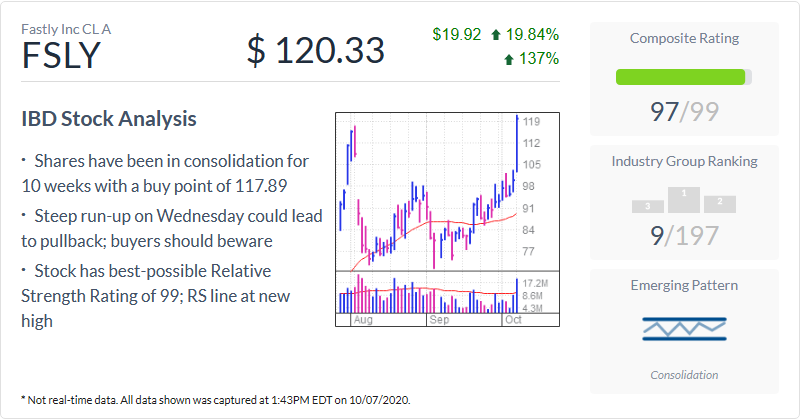 Fastly Inc CL A
FSLY
$ 120.33
$19.92 19.84%
137%
IBD Stock Analysis
· Shares have been in consolidation for
10 weeks with a buy point of 117.89
· Steep run-up on Wednesday could lead
to pullback; buyers should beware
· Stock has best-possible Relative
Strength Rating of 99; RS line at new
high
119
112
105
98
91
84
77
17.2M
8.6M
4.3M
Aug Sep Oct
Composite Rating
97/99
Industry Group Ranking
3 1 2
9/197
Emerging Pattern
Consolidation
* Not real-time data. All data shown was captured at 1:43PM EDT on 10/07/2020.